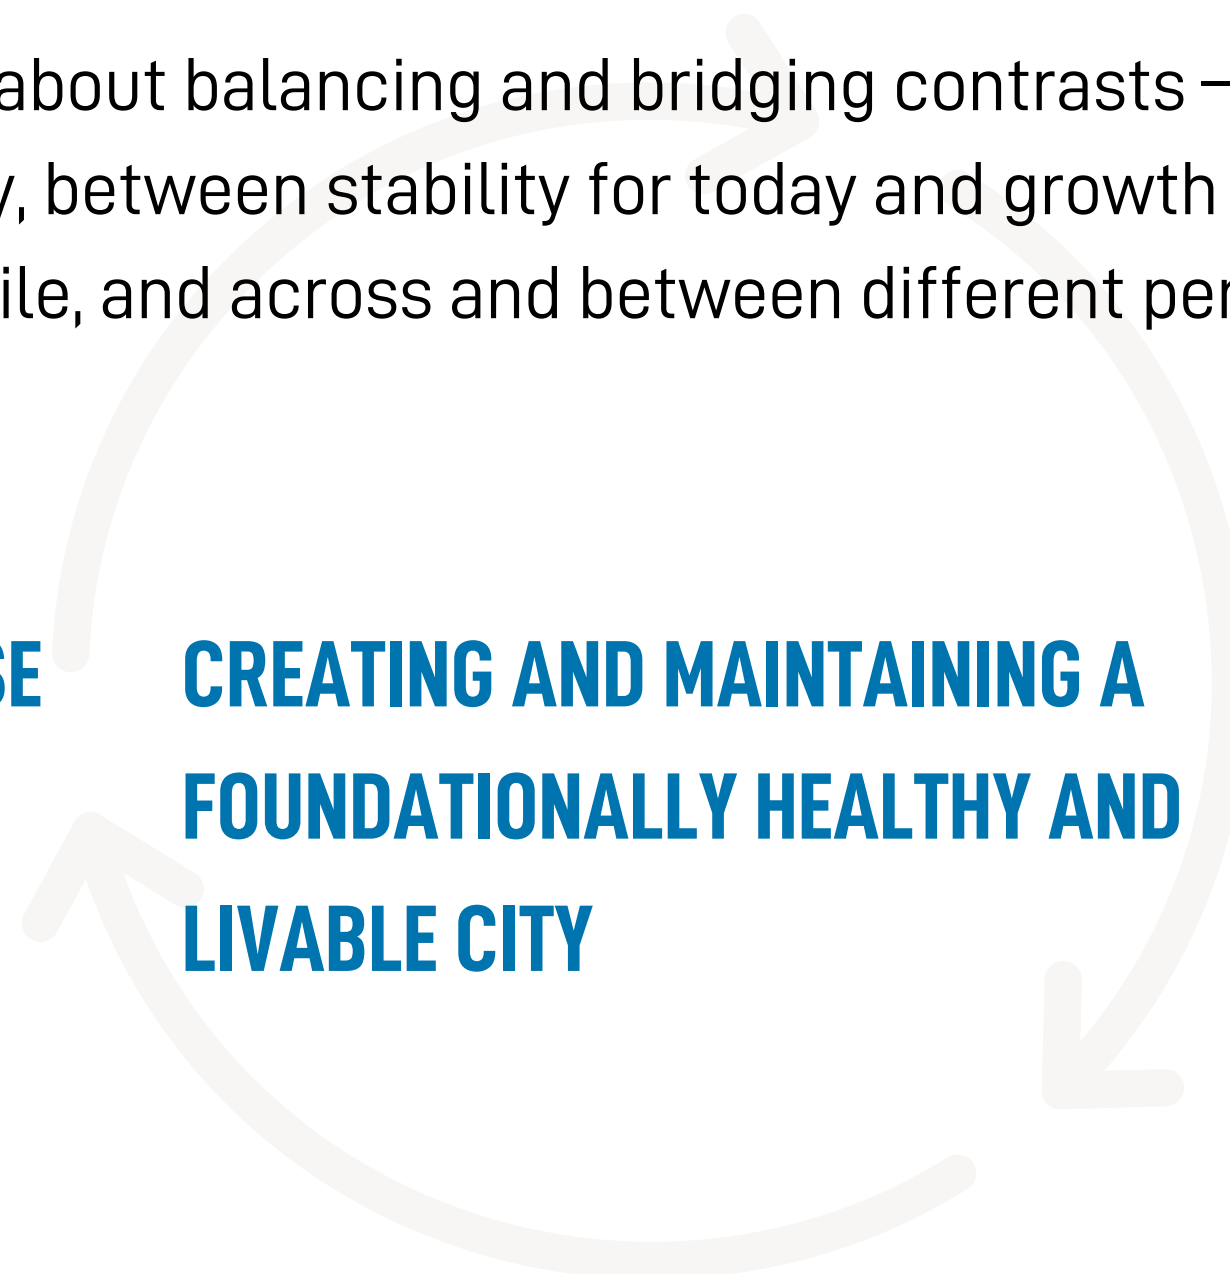 about balancing and bridging contrasts –
y, between stability for today and growth
ile, and across and between different per
SE
CREATING AND MAINTAINING A
FOUNDATIONALLY HEALTHY AND
LIVABLE CITY